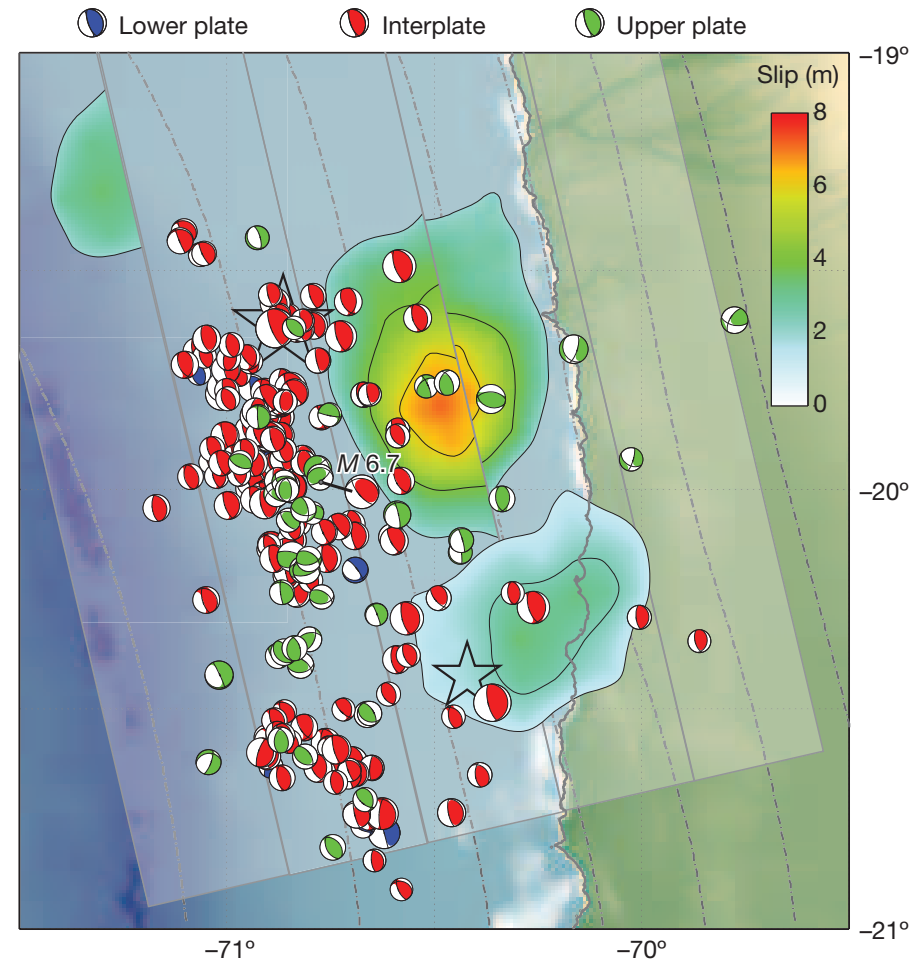 Lower plate
Interplate
Upper plate
−19°
Slip (m)
8
6
4
2
0
M 6.7
−20°
−21°
−71°
−70°